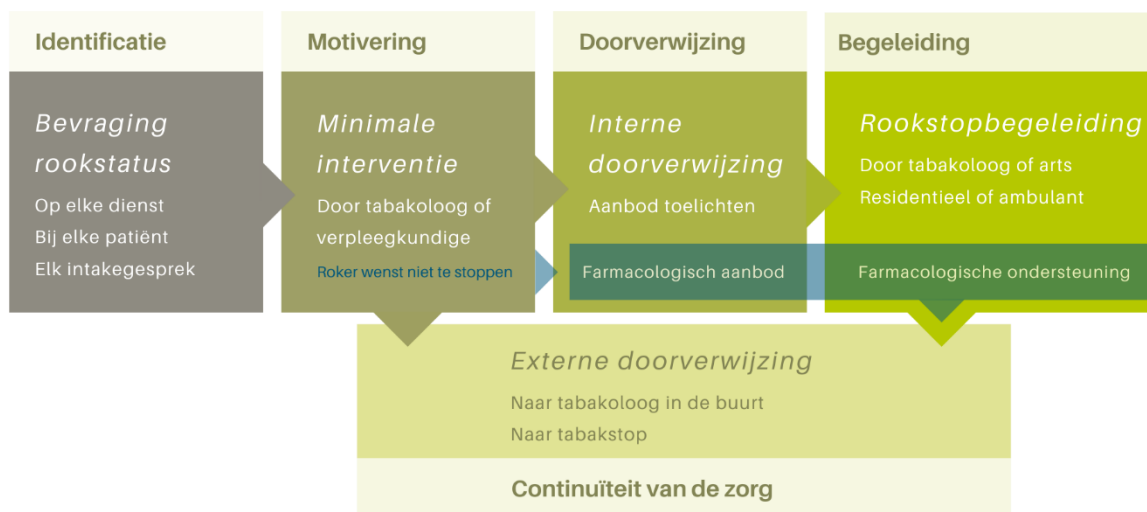 Identificatie
Bevraging
rookstatus
Op elke dienst
Bij elke patiënt
Elk intakegesprek
Motivering
Minimale
interventie
Door tabakoloog of
verpleegkundige
Roker wenst niet te stoppen
Doorverwijzing
Interne
doorverwijzing
Aanbod toelichten
Farmacologisch aanbod
Begeleiding
Rookstopbegeleiding
Door tabakoloog of arts
Residentieel of ambulant
Farmacologische ondersteuning
Externe doorverwijzing
Naar tabakoloog in de buurt
Naar tabakstop
Continuïteit van de zorg